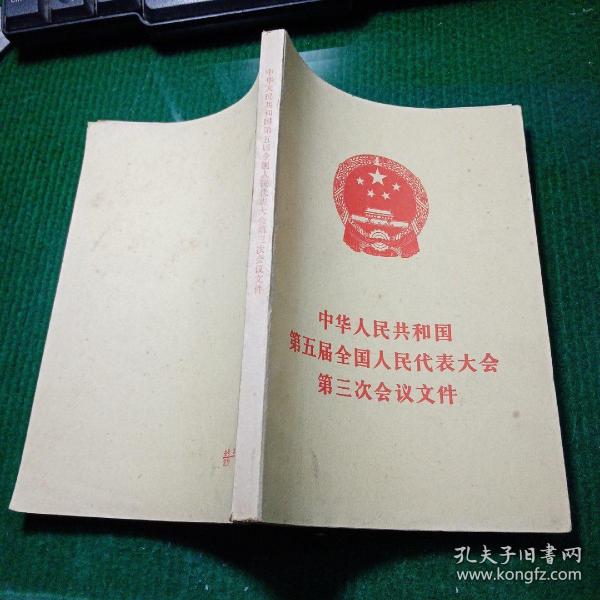 中华人民共和国第五届全国人民代表大会第三次会议文件
中华人民共和国
第五届全国人民代表大会
第三次会议文件
孔夫子旧书网
www.kongfz.com